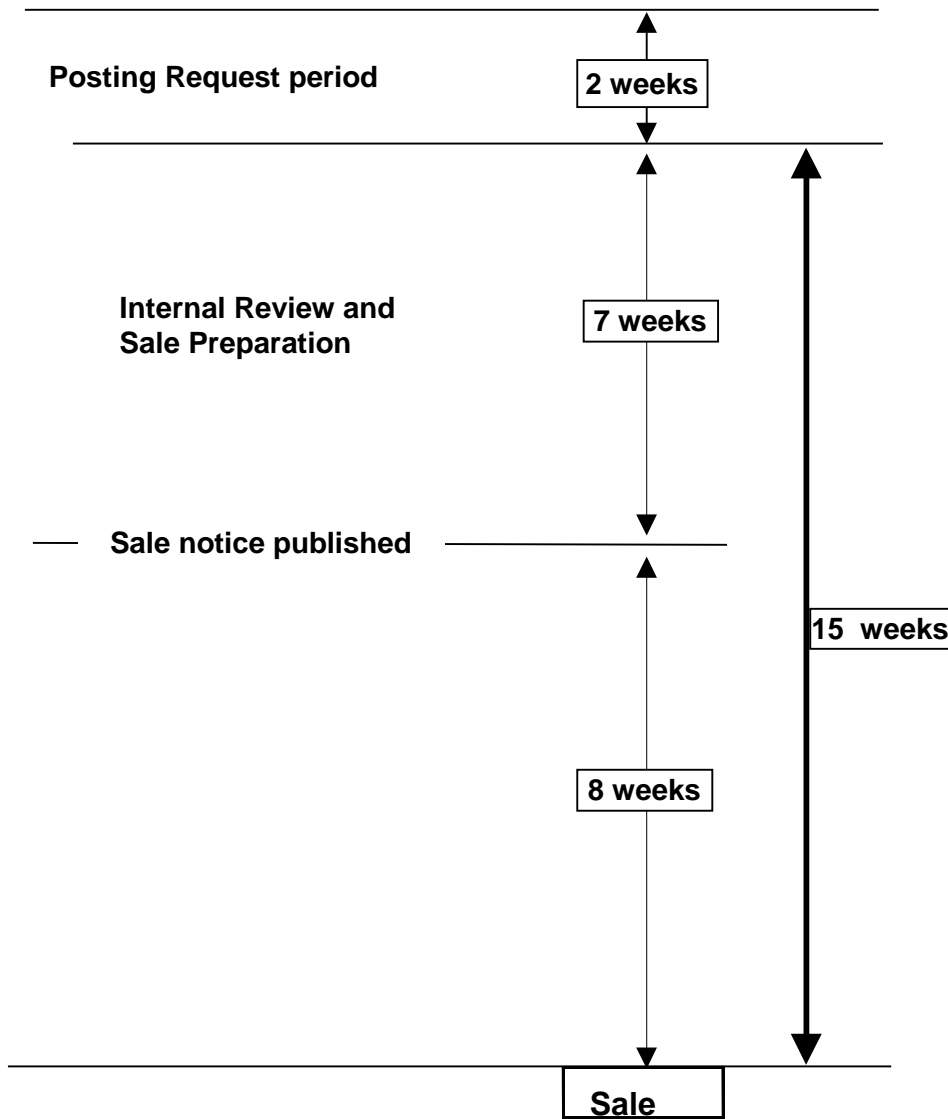 Posting Request period
2 weeks
Internal Review and
Sale Preparation
7 weeks
Sale notice published
15 weeks
8 weeks
Sale